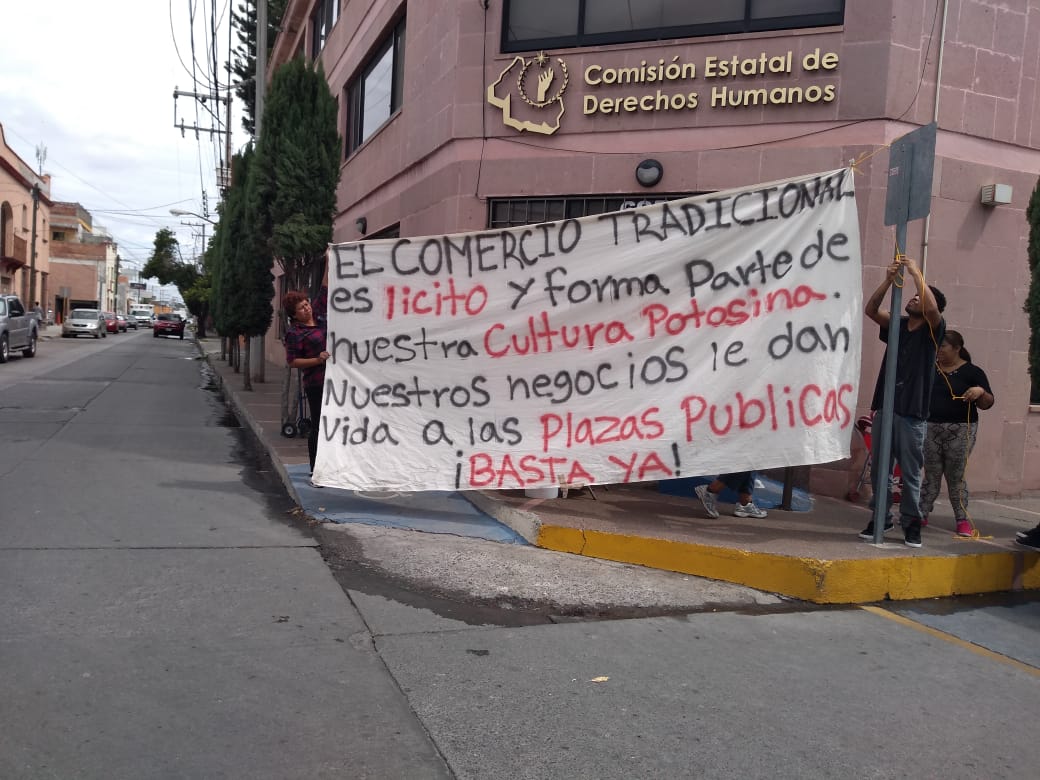 Comisión Estatal de
Derechos Humanos
EL COMERCIO TRADICIONAL
es licito y forma Parte de
nuestra Cultura Potosina.
Nuestros negocios le dan
vida a las Plazas Publicas
¡BASTA YA!